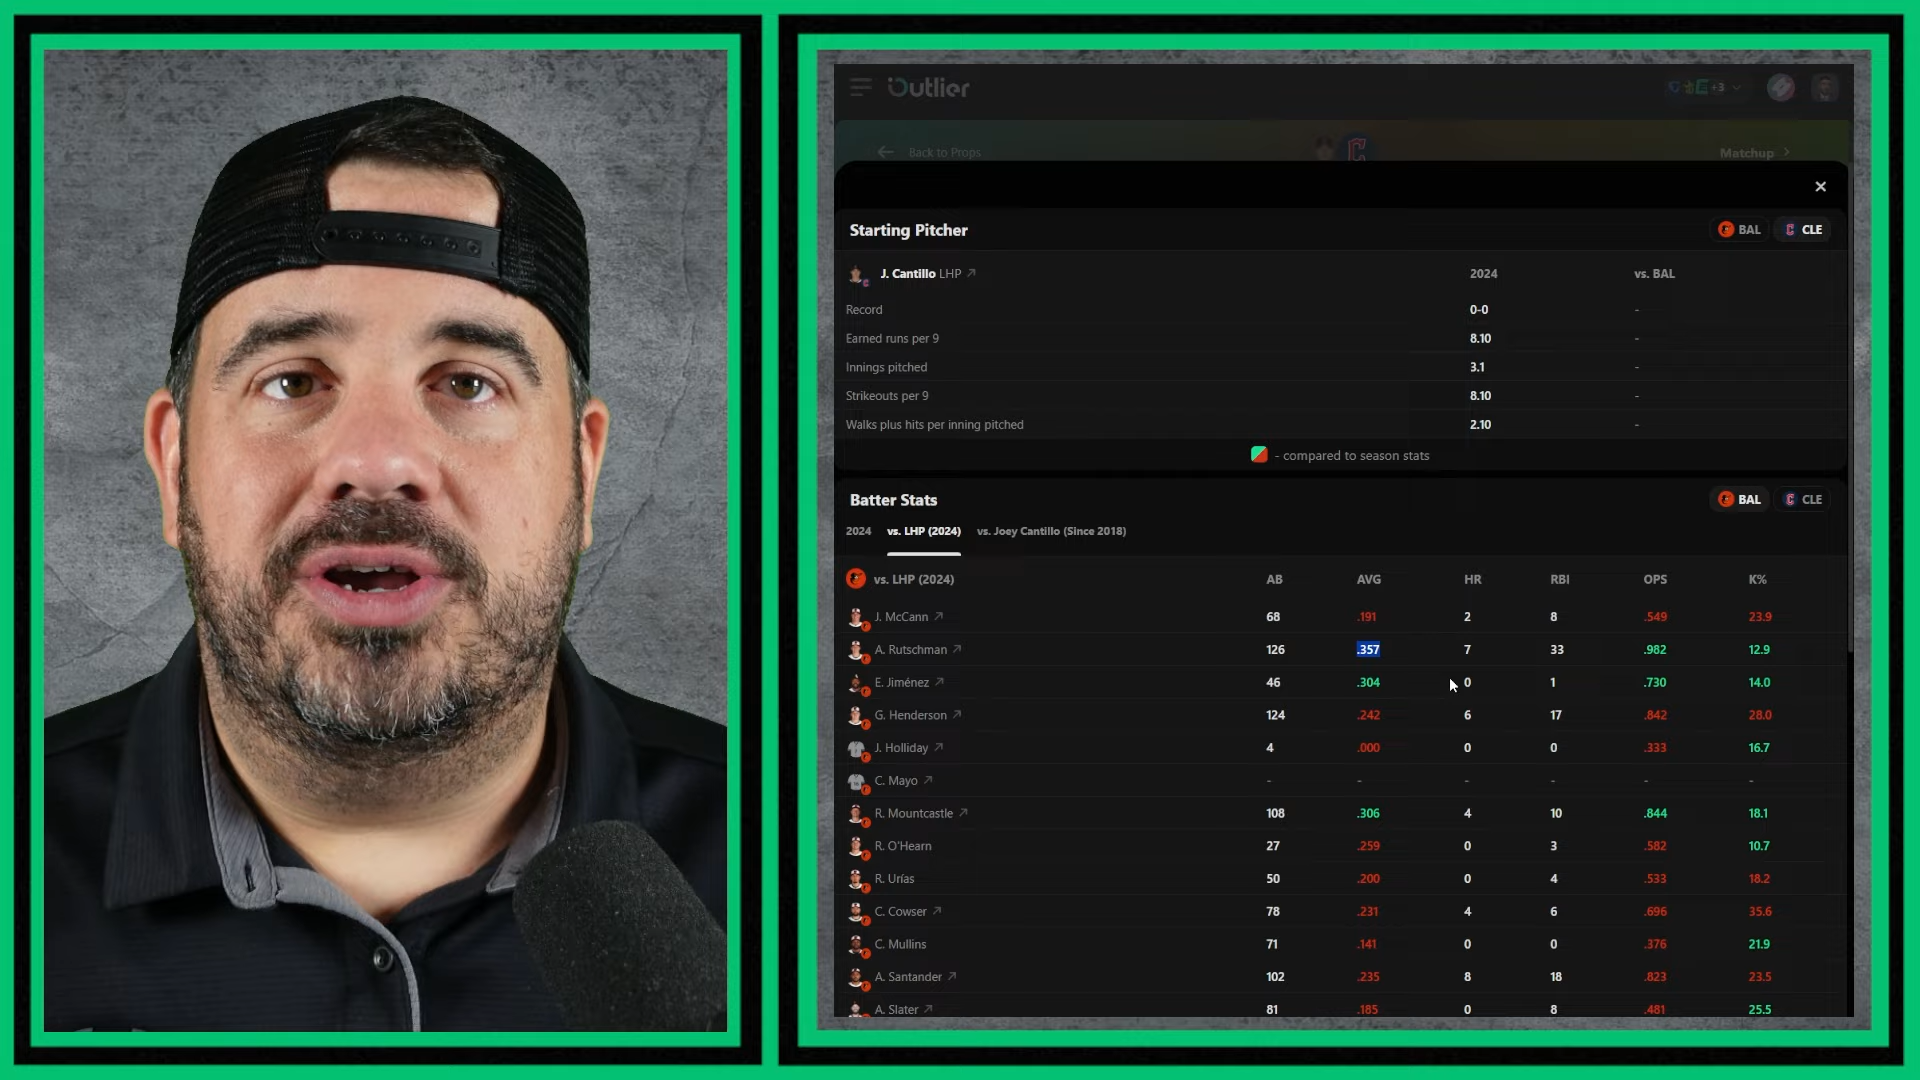 Outlier
+3
Back to Props
Matchup
Starting Pitcher
BAL CLE
J. Cantillo LHP 2024 vs. BAL
Record 0-0 -
Earned runs per 9 8.10 -
Innings pitched 3.1 -
Strikeouts per 9 8.10 -
Walks plus hits per inning pitched 2.10 -
- compared to season stats
Batter Stats
BAL CLE
2024 vs. LHP (2024) vs. Joey Cantillo (Since 2018)
vs. LHP (2024) AB AVG HR RBI OPS K%
J. McCann 68 .191 2 8 .549 23.9
A. Rutschman 126 .357 7 33 .982 12.9
E. Jiménez 46 .304 0 1 .730 14.0
G. Henderson 124 .242 6 17 .842 28.0
J. Holliday 4 .000 0 0 .333 16.7
C. Mayo - - - - - -
R. Mountcastle 108 .306 4 10 .844 18.1
R. O'Hearn 27 .259 0 3 .582 10.7
R. Urías 50 .200 0 4 .533 18.2
C. Cowser 78 .231 4 6 .696 35.6
C. Mullins 71 .141 0 0 .376 21.9
A. Santander 102 .235 8 18 .823 23.5
A. Slater 81 .185 0 8 .481 25.5